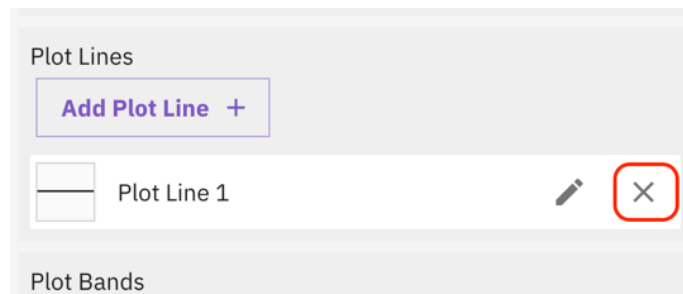 Plot Lines
Add Plot Line +
Plot Line 1
Plot Bands